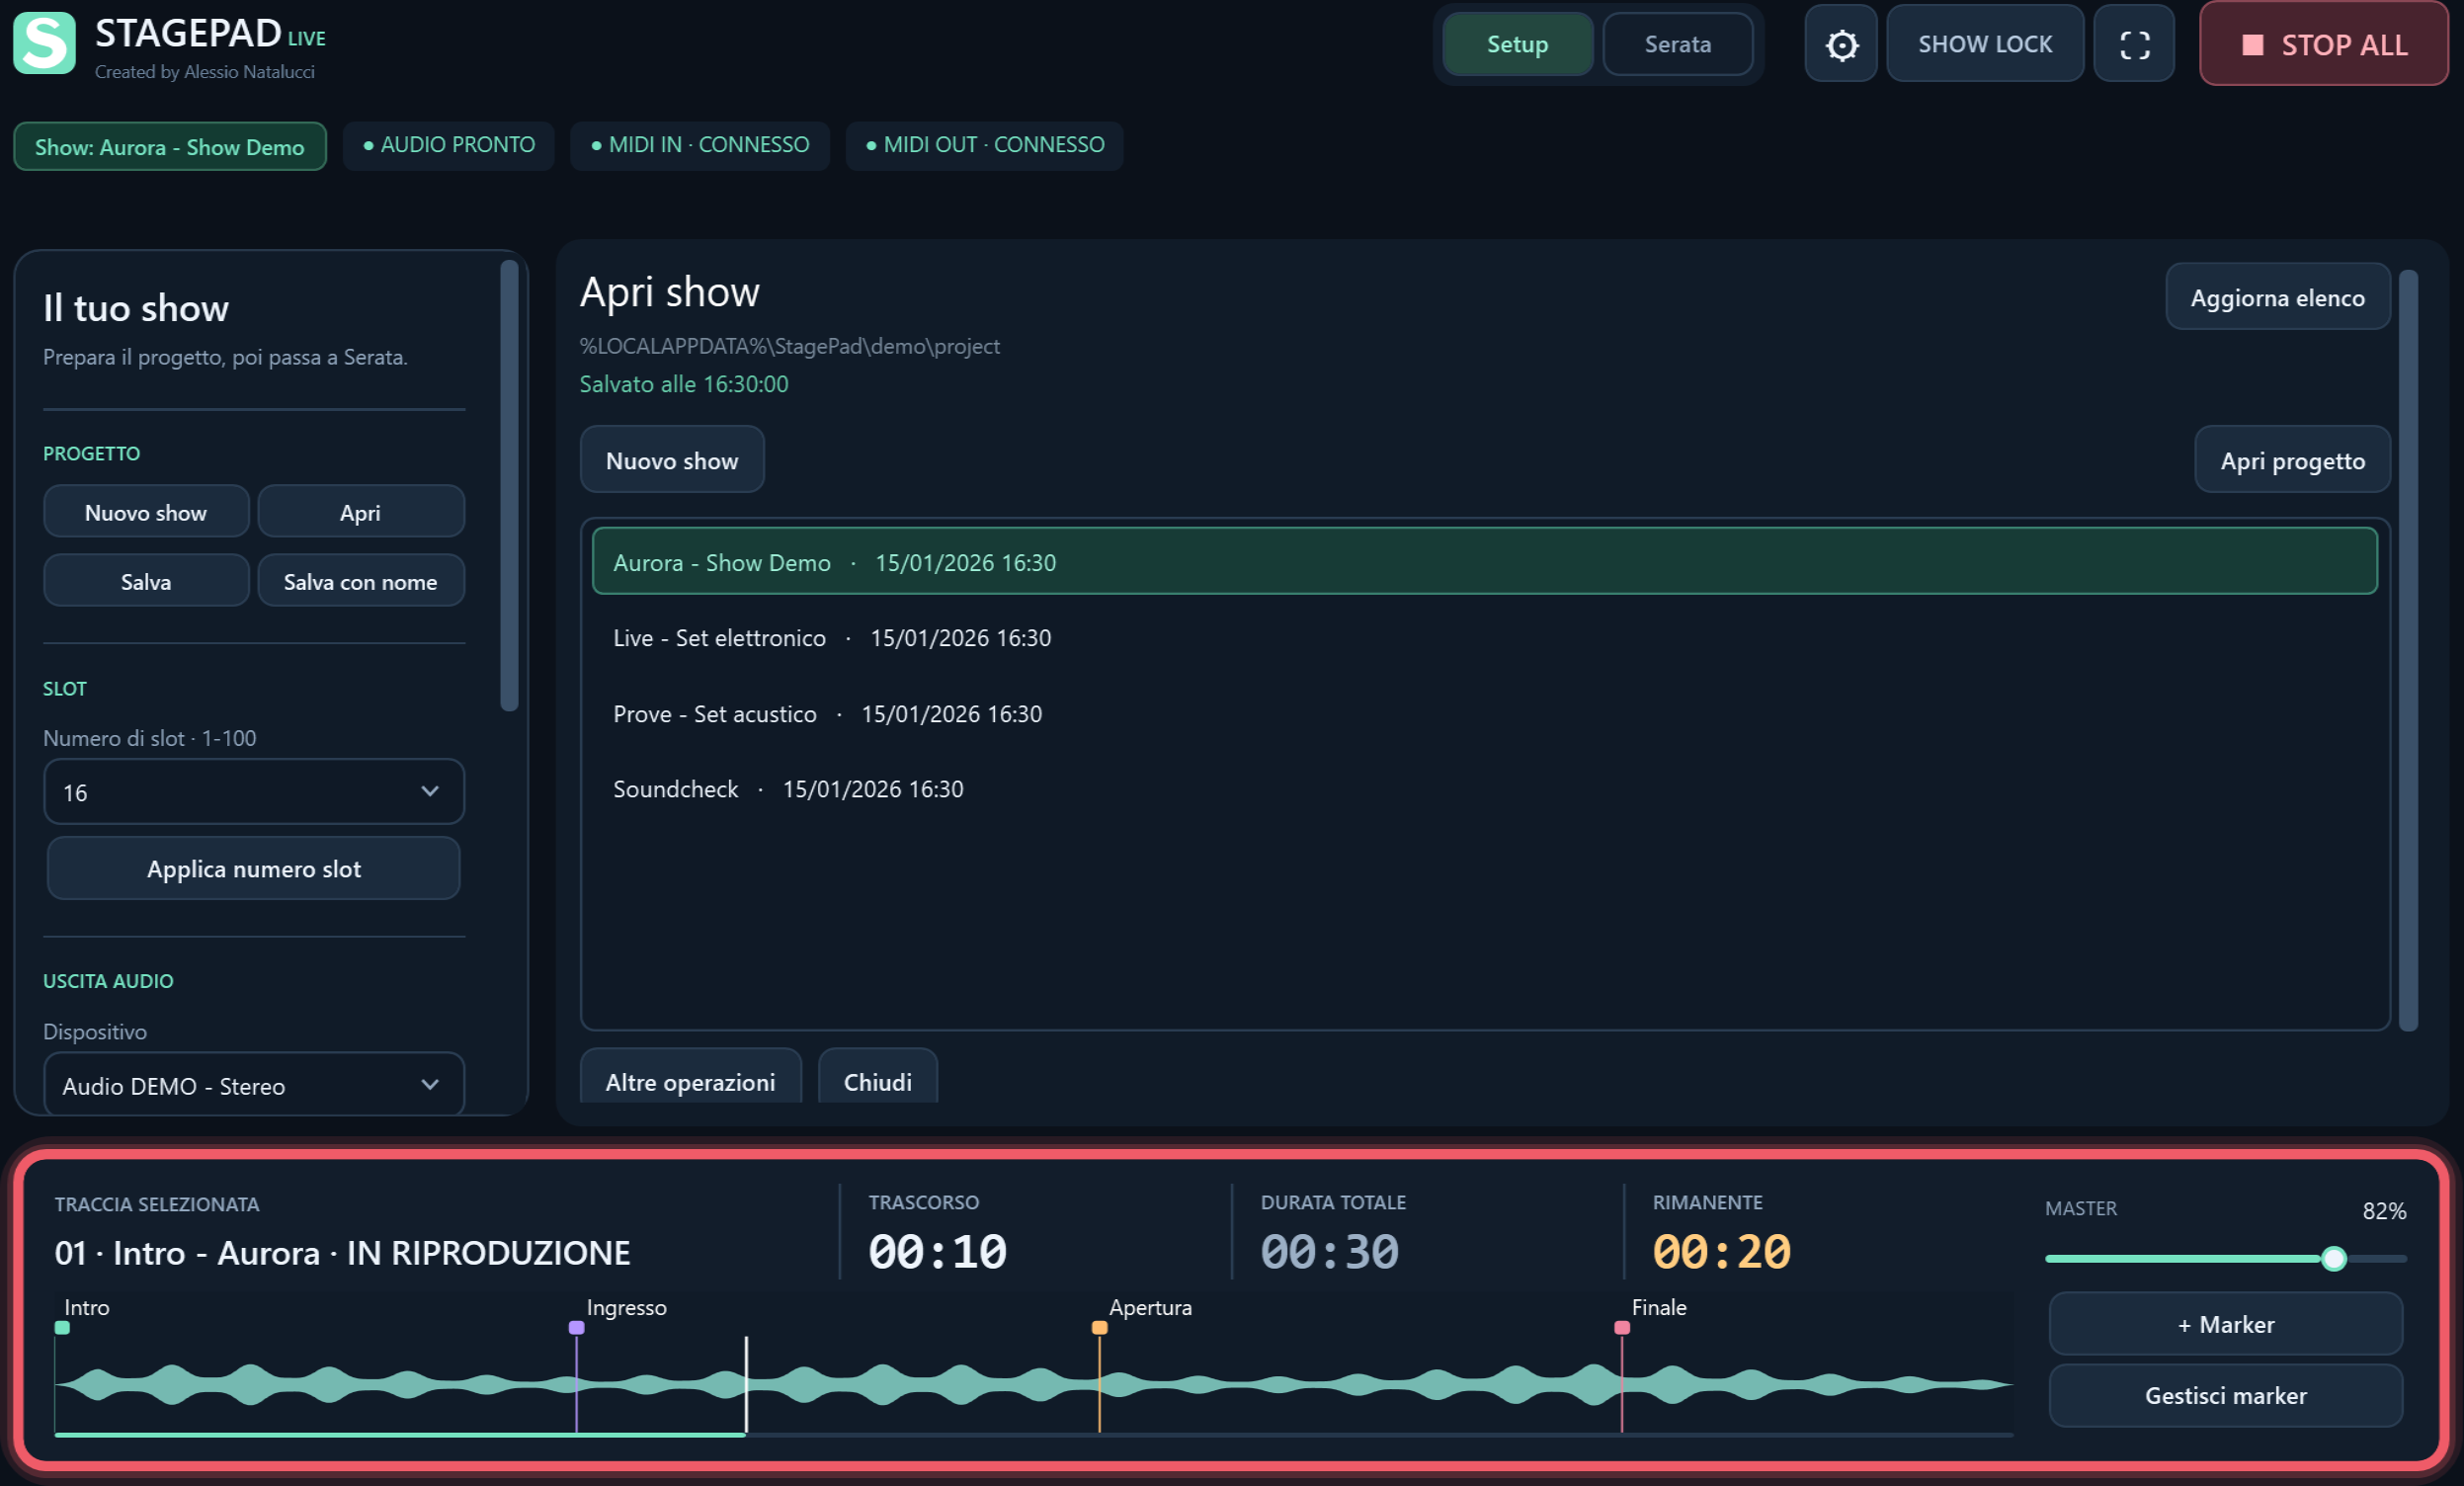 STAGEPAD LIVE
Created by Alessio Natalucci
Setup
Serata
SHOW LOCK
STOP ALL
Show: Aurora - Show Demo
AUDIO PRONTO
MIDI IN · CONNESSO
MIDI OUT · CONNESSO
Il tuo show
Prepara il progetto, poi passa a Serata.
PROGETTO
Nuovo show
Apri
Salva
Salva con nome
SLOT
Numero di slot · 1-100
16
Applica numero slot
USCITA AUDIO
Dispositivo
Audio DEMO - Stereo
Apri show
Aggiorna elenco
%LOCALAPPDATA%\StagePad\demo\project
Salvato alle 16:30:00
Nuovo show
Apri progetto
Aurora - Show Demo · 15/01/2026 16:30
Live - Set elettronico · 15/01/2026 16:30
Prove - Set acustico · 15/01/2026 16:30
Soundcheck · 15/01/2026 16:30
Altre operazioni
Chiudi
TRACCIA SELEZIONATA
01 · Intro - Aurora · IN RIPRODUZIONE
TRASCORSO
00:10
DURATA TOTALE
00:30
RIMANENTE
00:20
MASTER
82%
Intro
Ingresso
Apertura
Finale
+ Marker
Gestisci marker